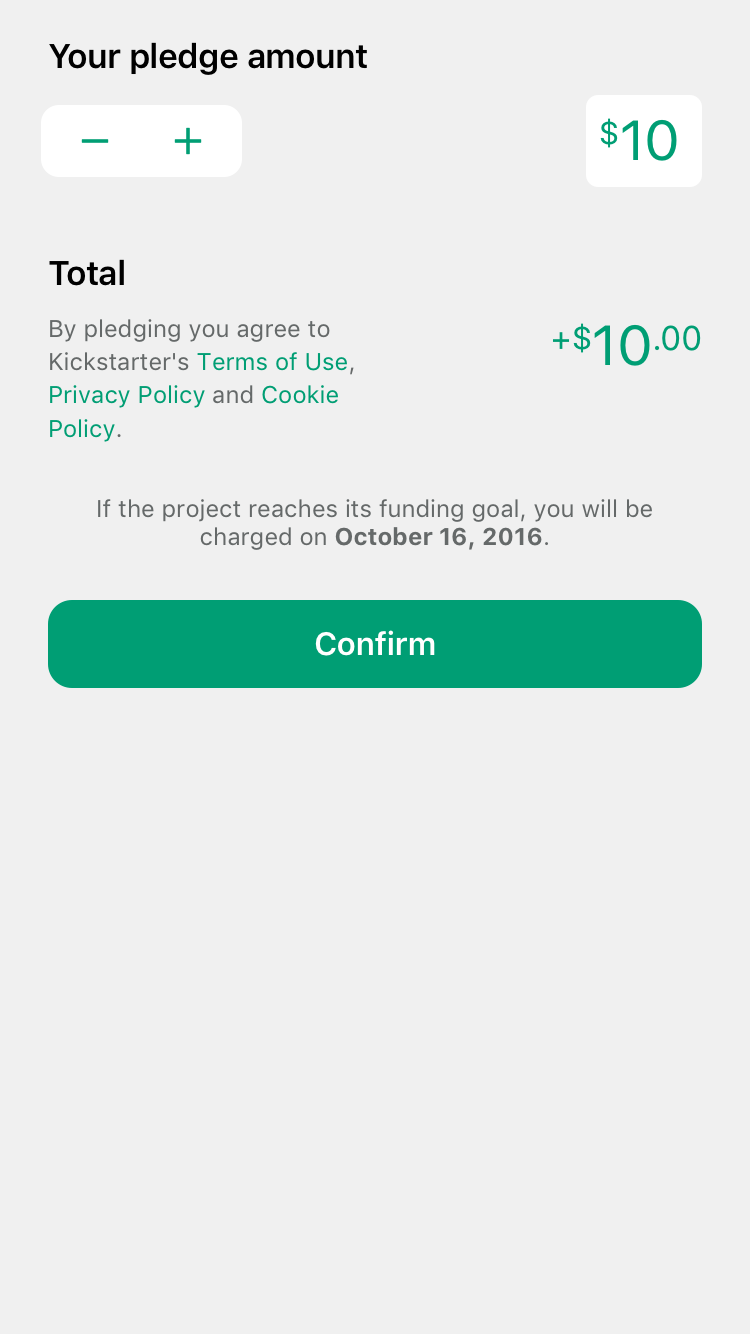 Your pledge amount
− +
$10
Total
By pledging you agree to
Kickstarter's Terms of Use,
Privacy Policy and Cookie
Policy.
+$10.00
If the project reaches its funding goal, you will be
charged on October 16, 2016.
Confirm